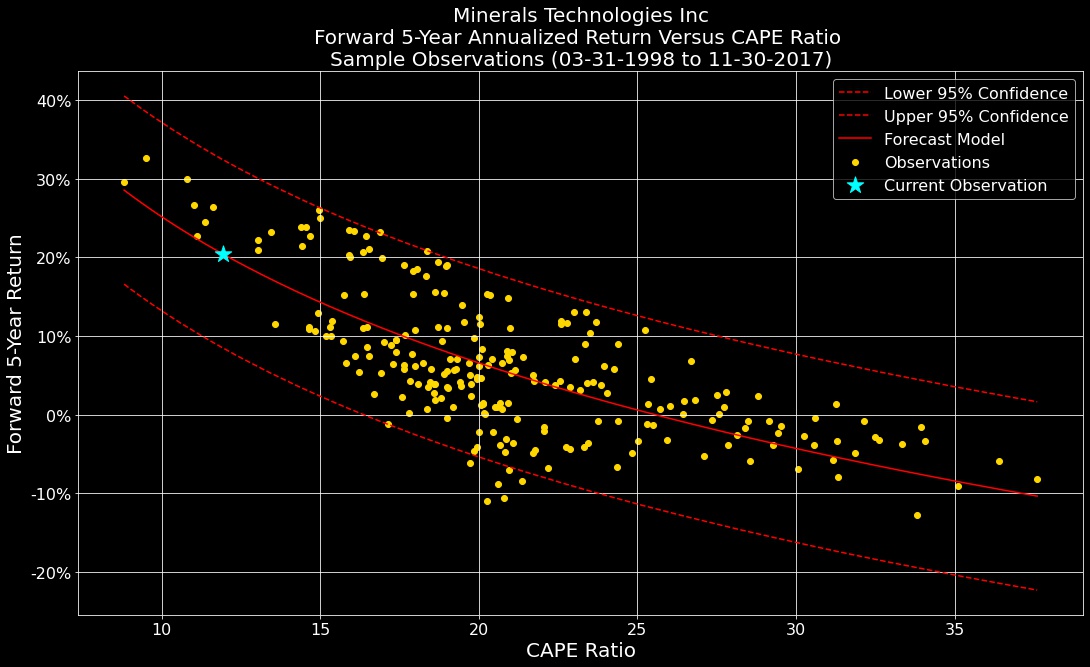 Minerals Technologies Inc
Forward 5-Year Annualized Return Versus CAPE Ratio
Sample Observations (03-31-1998 to 11-30-2017)
Lower 95% Confidence
Upper 95% Confidence
Forecast Model
Observations
Current Observation
Forward 5-Year Return
40%
30%
20%
10%
0%
-10%
-20%
10 15 20 25 30 35
CAPE Ratio